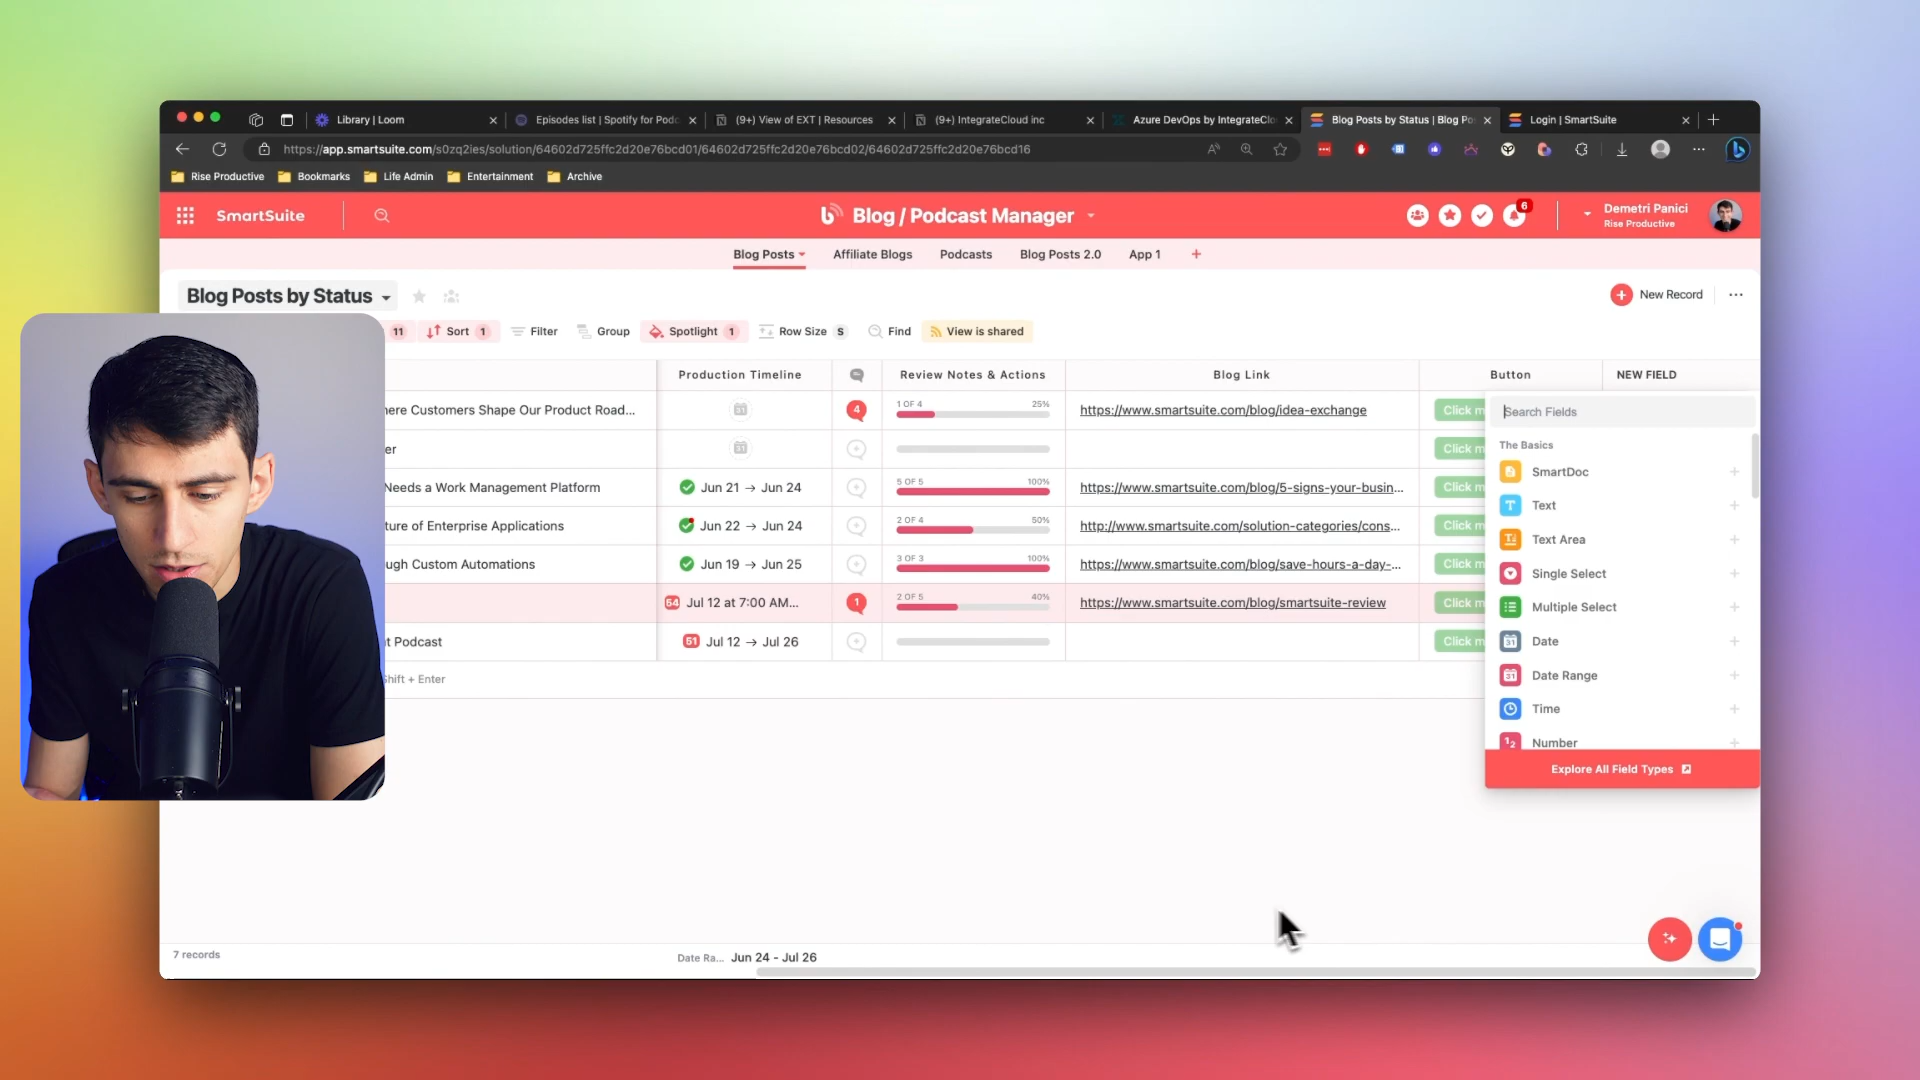 Library | Loom
Episodes list | Spotify for Podc
(9+) View of EXT | Resources
(9+) IntegrateCloud inc
Azure DevOps by IntegrateClo
Blog Posts by Status | Blog Po
Login | SmartSuite
https://app.smartsuite.com/s0zq2ies/solution/64602d725ffc2d20e76bcd01/64602d725ffc2d20e76bcd02/64602d725ffc2d20e76bcd16
Rise Productive
Bookmarks
Life Admin
Entertainment
Archive
SmartSuite
Blog / Podcast Manager
6
Demetri Panici
Rise Productive
Blog Posts
Affiliate Blogs
Podcasts
Blog Posts 2.0
App 1
Blog Posts by Status
New Record
11
Sort 1
Filter
Group
Spotlight 1
Row Size S
Find
View is shared
Production Timeline
Review Notes & Actions
Blog Link
Button
NEW FIELD
here Customers Shape Our Product Road...
31
4
1 OF 4 25%
https://www.smartsuite.com/blog/idea-exchange
Click m
er
31
Click m
Needs a Work Management Platform
Jun 21 → Jun 24
5 OF 5 100%
https://www.smartsuite.com/blog/5-signs-your-busin...
Click m
ture of Enterprise Applications
Jun 22 → Jun 24
2 OF 4 50%
http://www.smartsuite.com/solution-categories/cons...
Click m
ugh Custom Automations
Jun 19 → Jun 25
3 OF 3 100%
https://www.smartsuite.com/blog/save-hours-a-day-...
Click m
64 Jul 12 at 7:00 AM...
1
2 OF 5 40%
https://www.smartsuite.com/blog/smartsuite-review
Click m
t Podcast
51 Jul 12 → Jul 26
Click m
Shift + Enter
Search Fields
The Basics
SmartDoc
Text
Text Area
Single Select
Multiple Select
Date
Date Range
Time
Number
Explore All Field Types
7 records
Date Ra... Jun 24 - Jul 26